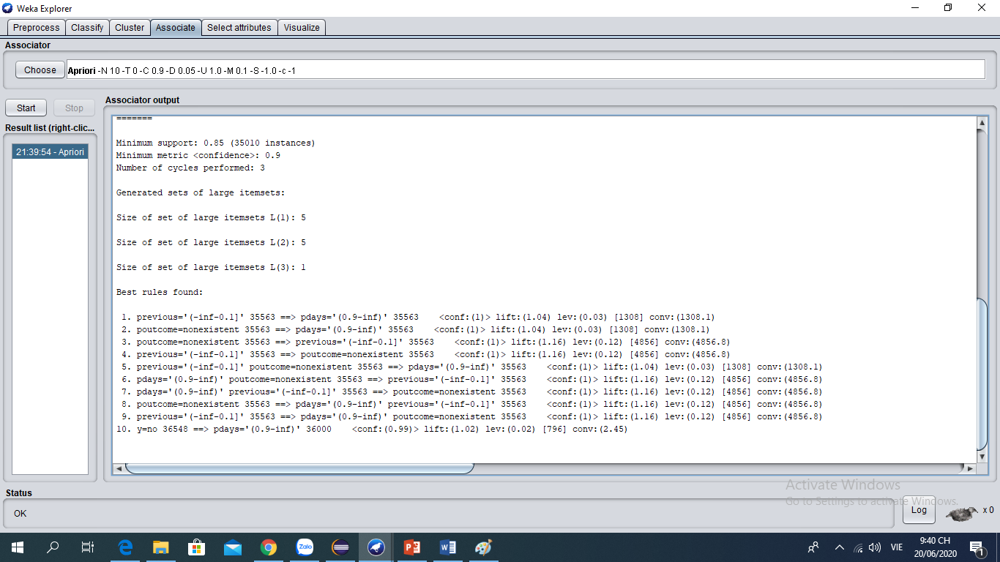 Weka Explorer
Preprocess Classify Cluster Associate Select attributes Visualize
Associator
Choose Apriori -N 10 -T 0 -C 0.9 -D 0.05 -U 1.0 -M 0.1 -S -1.0 -c -1
Start Stop
Result list (right-clic...
21:39:54 - Apriori
Associator output
=======
Minimum support: 0.85 (35010 instances)
Minimum metric <confidence>: 0.9
Number of cycles performed: 3
Generated sets of large itemsets:
Size of set of large itemsets L(1): 5
Size of set of large itemsets L(2): 5
Size of set of large itemsets L(3): 1
Best rules found:
1. previous='(-inf-0.1]' 35563 ==> pdays='(0.9-inf)' 35563 <conf:(1)> lift:(1.04) lev:(0.03) [1308] conv:(1308.1)
2. poutcome=nonexistent 35563 ==> pdays='(0.9-inf)' 35563 <conf:(1)> lift:(1.04) lev:(0.03) [1308] conv:(1308.1)
3. poutcome=nonexistent 35563 ==> previous='(-inf-0.1]' 35563 <conf:(1)> lift:(1.16) lev:(0.12) [4856] conv:(4856.8)
4. previous='(-inf-0.1]' 35563 ==> poutcome=nonexistent 35563 <conf:(1)> lift:(1.16) lev:(0.12) [4856] conv:(4856.8)
5. previous='(-inf-0.1]' poutcome=nonexistent 35563 ==> pdays='(0.9-inf)' 35563 <conf:(1)> lift:(1.04) lev:(0.03) [1308] conv:(1308.1)
6. pdays='(0.9-inf)' poutcome=nonexistent 35563 ==> previous='(-inf-0.1]' 35563 <conf:(1)> lift:(1.16) lev:(0.12) [4856] conv:(4856.8)
7. pdays='(0.9-inf)' previous='(-inf-0.1]' 35563 ==> poutcome=nonexistent 35563 <conf:(1)> lift:(1.16) lev:(0.12) [4856] conv:(4856.8)
8. poutcome=nonexistent 35563 ==> pdays='(0.9-inf)' previous='(-inf-0.1]' 35563 <conf:(1)> lift:(1.16) lev:(0.12) [4856] conv:(4856.8)
9. previous='(-inf-0.1]' 35563 ==> pdays='(0.9-inf)' poutcome=nonexistent 35563 <conf:(1)> lift:(1.16) lev:(0.12) [4856] conv:(4856.8)
10. y=no 36548 ==> pdays='(0.9-inf)' 36000 <conf:(0.99)> lift:(1.02) lev:(0.02) [796] conv:(2.45)
Activate Windows
Go to Settings to activate Windows.
Status
OK
Log
x 0
Zalo
VIE
9:40 CH
20/06/2020
1